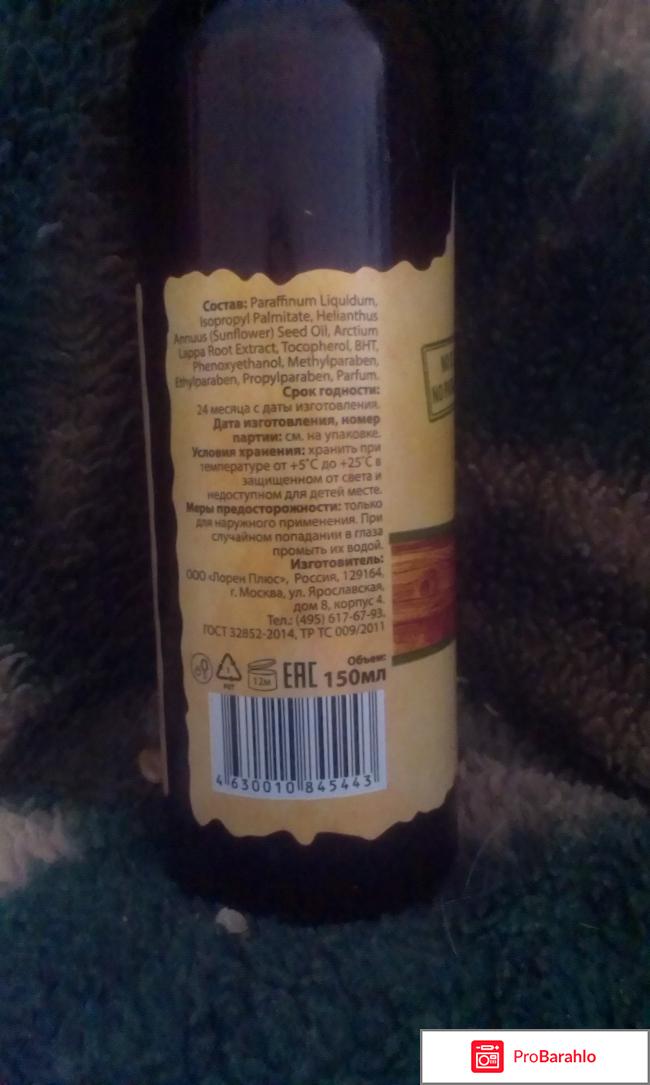 Состав: Paraffinum Liquidum,
Isopropyl Palmitate, Helianthus
Annuus (Sunflower) Seed Oil, Arctium
Lappa Root Extract, Tocopherol, BHT,
Phenoxyethanol, Methylparaben,
Ethylparaben, Propylparaben, Parfum.
Срок годности:
24 месяца с даты изготовления.
Дата изготовления, номер
партии: см. на упаковке.
Условия хранения: хранить при
температуре от +5˚С до +25˚С в
защищенном от света и
недоступном для детей месте.
Меры предосторожности: только
для наружного применения. При
случайном попадании в глаза
промыть их водой.
Изготовитель:
ООО «Лорен Плюс», Россия, 129164,
г. Москва, ул. Ярославская,
дом 8, корпус 4.
Тел.: (495) 617-67-93.
ГОСТ 32852-2014, ТР ТС 009/2011
1
PET
12м
EAC
Объем:
150мл
4 630010 845443
ProBarahlo